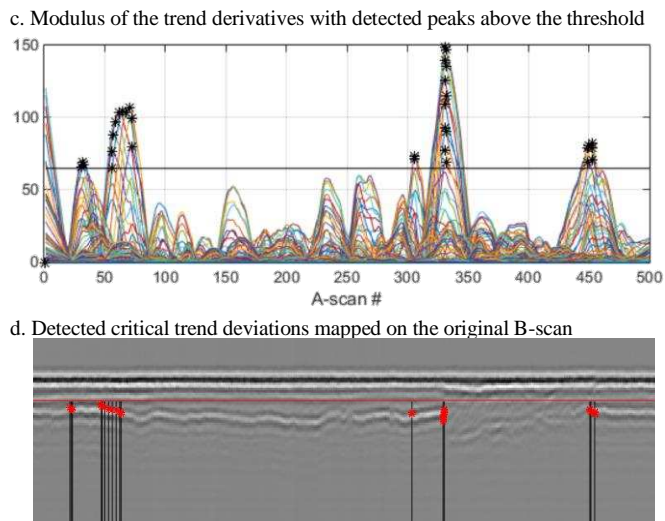 c. Modulus of the trend derivatives with detected peaks above the threshold
150
100
50
0
0 50 100 150 200 250 300 350 400 450 500
A-scan #
d. Detected critical trend deviations mapped on the original B-scan